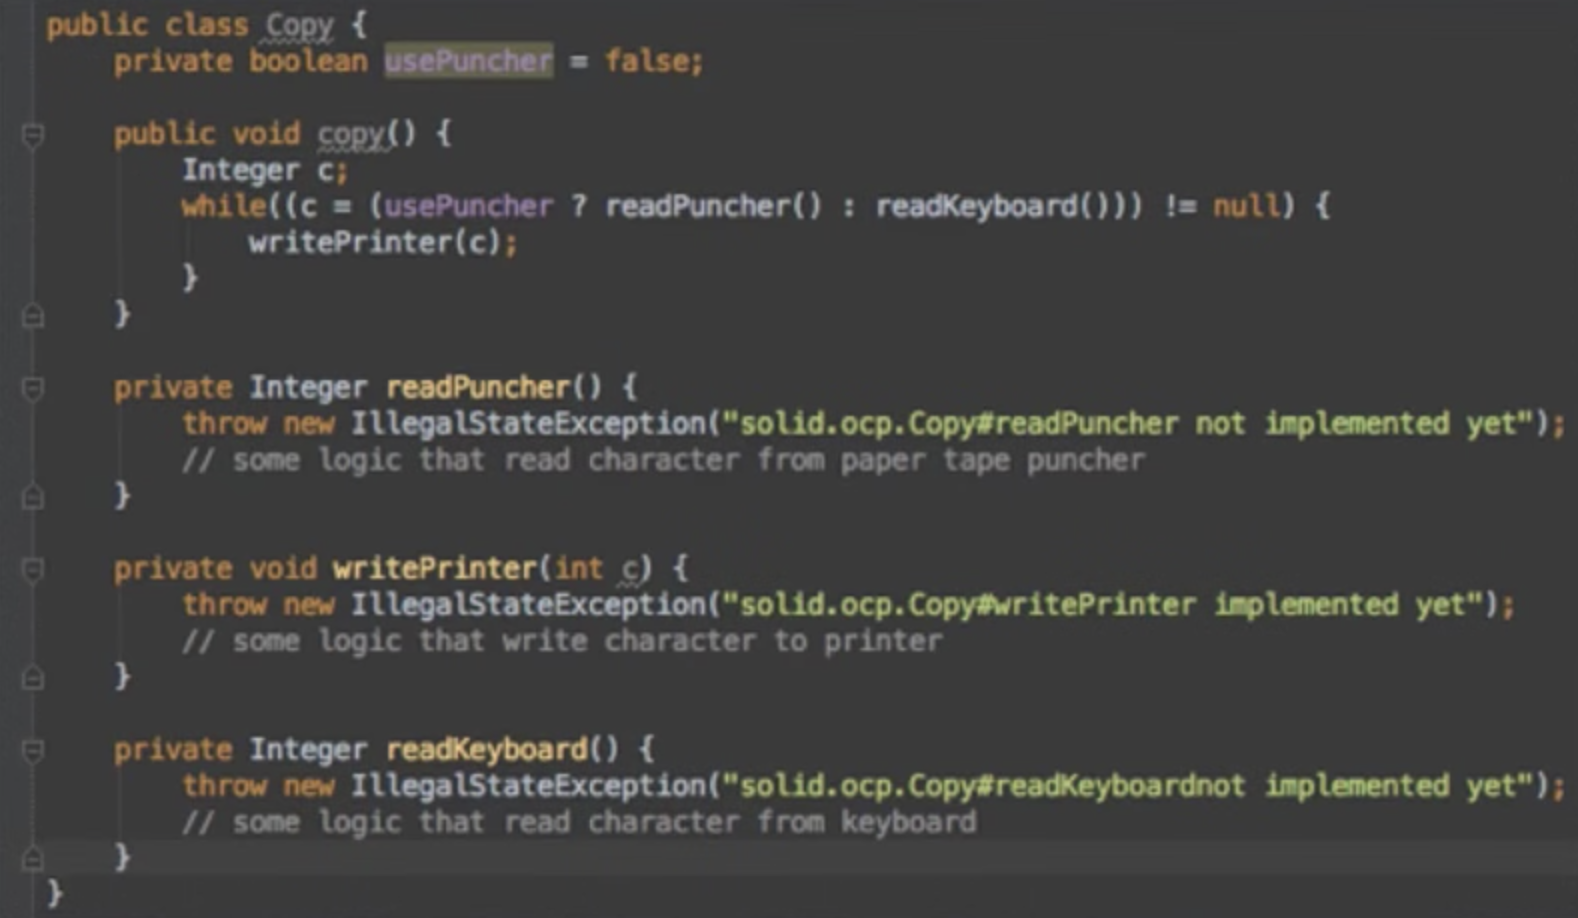 public class Copy {
    private boolean usePuncher = false;

    public void copy() {
        Integer c;
        while((c = (usePuncher ? readPuncher() : readKeyboard())) != null) {
            writePrinter(c);
        }
    }

    private Integer readPuncher() {
        throw new IllegalStateException("solid.ocp.Copy#readPuncher not implemented yet");
        // some logic that read character from paper tape puncher
    }

    private void writePrinter(int c) {
        throw new IllegalStateException("solid.ocp.Copy#writePrinter implemented yet");
        // some logic that write character to printer
    }

    private Integer readKeyboard() {
        throw new IllegalStateException("solid.ocp.Copy#readKeyboardnot implemented yet");
        // some logic that read character from keyboard
    }
}